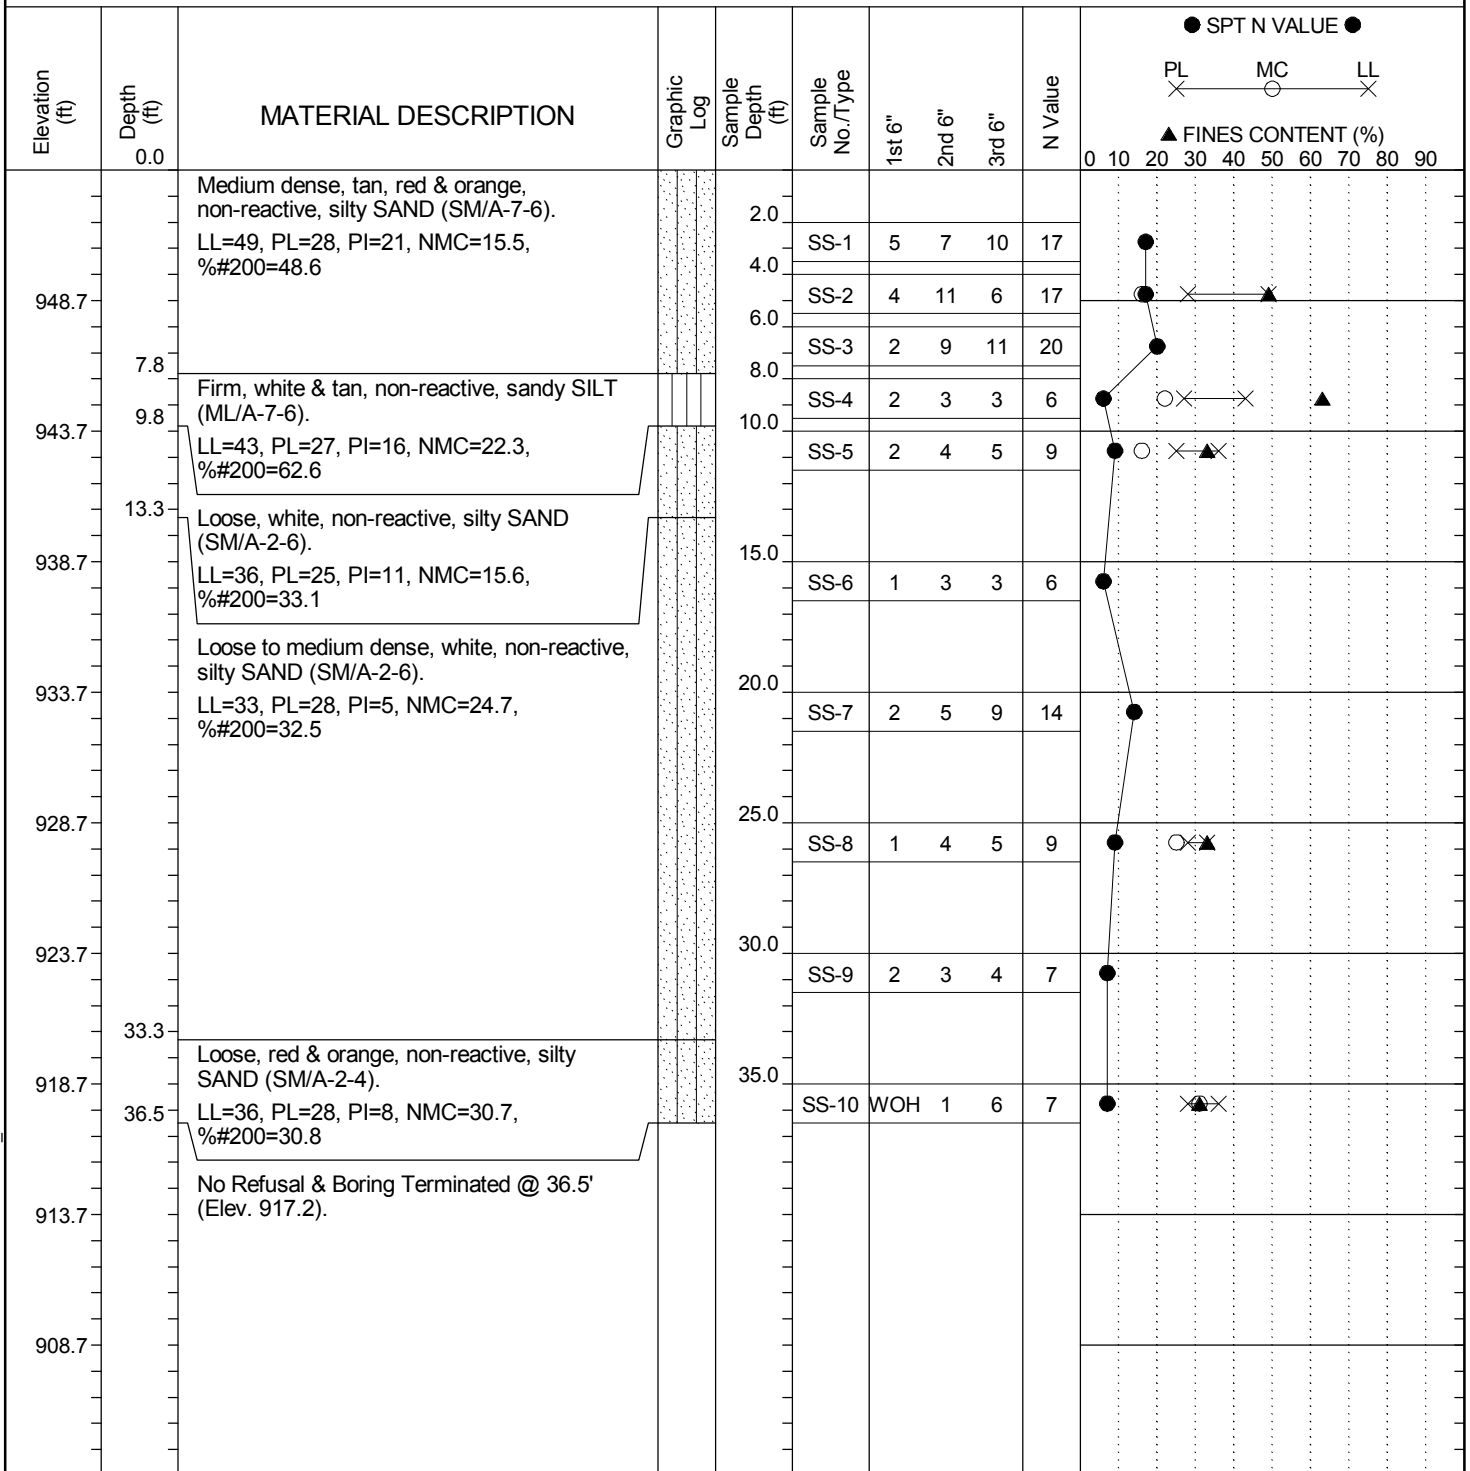 Elevation
(ft)
Depth
(ft)
0.0
MATERIAL DESCRIPTION
Graphic
Log
Sample
Depth
(ft)
Sample
No./Type
1st 6"
2nd 6"
3rd 6"
N Value
SPT N VALUE
PL MC LL
FINES CONTENT (%)
0 10 20 30 40 50 60 70 80 90
Medium dense, tan, red & orange,
non-reactive, silty SAND (SM/A-7-6).
LL=49, PL=28, PI=21, NMC=15.5,
%#200=48.6
2.0
SS-1 5 7 10 17
4.0
948.7
SS-2 4 11 6 17
6.0
SS-3 2 9 11 20
7.8
8.0
Firm, white & tan, non-reactive, sandy SILT
(ML/A-7-6).
SS-4 2 3 3 6
9.8
10.0
943.7
LL=43, PL=27, PI=16, NMC=22.3,
%#200=62.6
SS-5 2 4 5 9
13.3
Loose, white, non-reactive, silty SAND
(SM/A-2-6).
15.0
938.7
LL=36, PL=25, PI=11, NMC=15.6,
%#200=33.1
SS-6 1 3 3 6
Loose to medium dense, white, non-reactive,
silty SAND (SM/A-2-6).
20.0
933.7
LL=33, PL=28, PI=5, NMC=24.7,
%#200=32.5
SS-7 2 5 9 14
25.0
928.7
SS-8 1 4 5 9
30.0
923.7
SS-9 2 3 4 7
33.3
Loose, red & orange, non-reactive, silty
SAND (SM/A-2-4).
35.0
918.7
36.5
LL=36, PL=28, PI=8, NMC=30.7,
%#200=30.8
SS-10 WOH 1 6 7
No Refusal & Boring Terminated @ 36.5'
(Elev. 917.2).
913.7
908.7